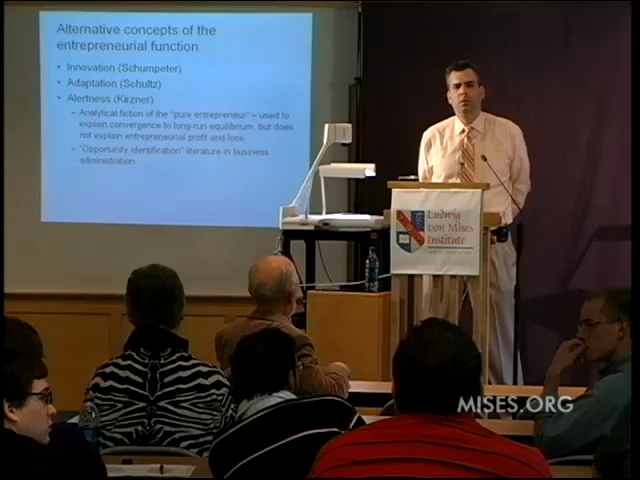 Alternative concepts of the
entrepreneurial function
• Innovation (Schumpeter)
• Adaptation (Schultz)
• Alertness (Kirzner)
– Analytical fiction of the "pure entrepreneur" – used to
explain convergence to long-run equilibrium, but does
not explain entrepreneurial profit and loss.
– "Opportunity identification" literature in business
administration
Ludwig
von Mises
Institute
MISES.ORG